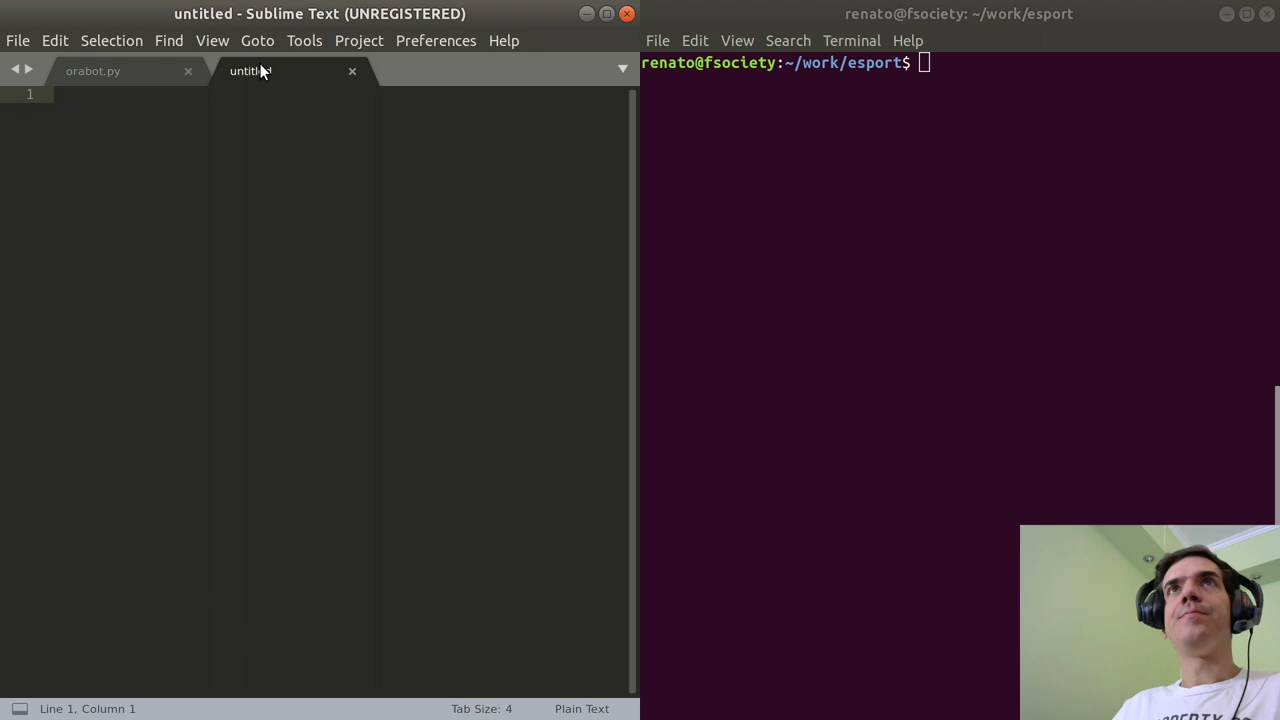 untitled - Sublime Text (UNREGISTERED)
File Edit Selection Find View Goto Tools Project Preferences Help
orabot.py
untitled
1
Line 1, Column 1
Tab Size: 4
Plain Text
renato@fsociety: ~/work/esport
File Edit View Search Terminal Help
renato@fsociety:~/work/esport$